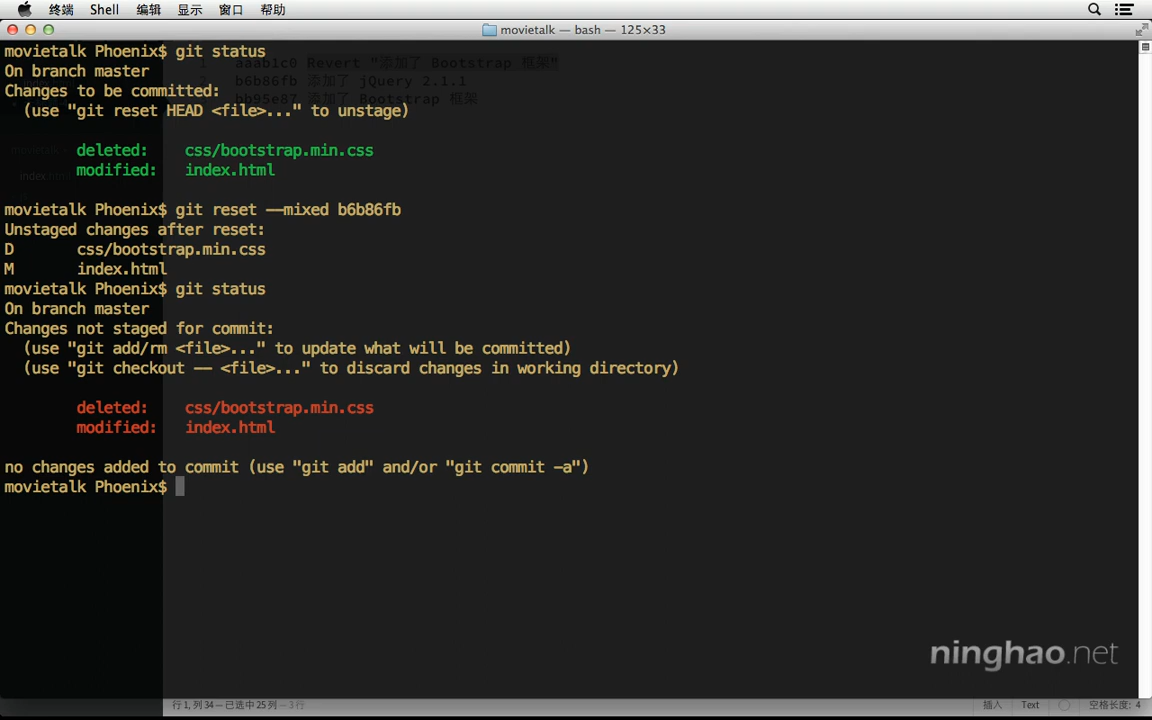 终端 Shell 编辑 显示 窗口 帮助
movietalk — bash — 125×33
movietalk Phoenix$ git status
1 aaab1c0 Revert "添加了 Bootstrap 框架"
On branch master
2 b6b86fb 添加了 jQuery 2.1.1
Changes to be committed:
bb95e87 添加了 Bootstrap 框架
(use "git reset HEAD <file>..." to unstage)
movietalk
deleted: css/bootstrap.min.css
modified: index.html
index.html
movietalk Phoenix$ git reset --mixed b6b86fb
Unstaged changes after reset:
D css/bootstrap.min.css
M index.html
movietalk Phoenix$ git status
On branch master
Changes not staged for commit:
(use "git add/rm <file>..." to update what will be committed)
(use "git checkout -- <file>..." to discard changes in working directory)
deleted: css/bootstrap.min.css
modified: index.html
no changes added to commit (use "git add" and/or "git commit -a")
movietalk Phoenix$
ninghao.net
行 1, 列 34 — 已选中 25 列 — 3 行 插入 Text 空格长度: 4